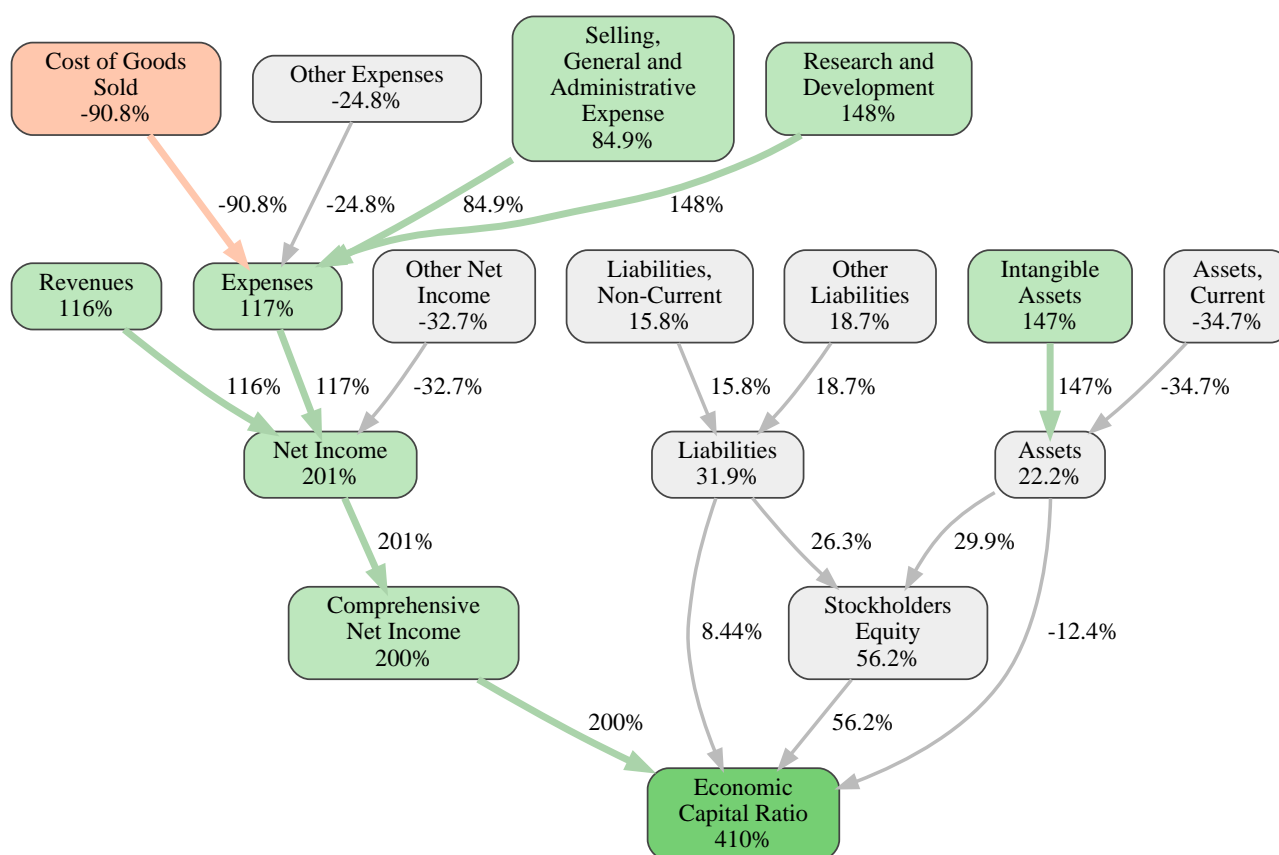 Cost of Goods
Sold
-90.8%
Other Expenses
-24.8%
Selling,
General and
Administrative
Expense
84.9%
Research and
Development
148%
-90.8%
-24.8%
84.9%
148%
Revenues
116%
Expenses
117%
Other Net
Income
-32.7%
Liabilities,
Non-Current
15.8%
Other
Liabilities
18.7%
Intangible
Assets
147%
Assets,
Current
-34.7%
116%
117%
-32.7%
15.8%
18.7%
147%
-34.7%
Net Income
201%
Liabilities
31.9%
Assets
22.2%
201%
26.3%
29.9%
Comprehensive
Net Income
200%
8.44%
Stockholders
Equity
56.2%
-12.4%
200%
56.2%
Economic
Capital Ratio
410%